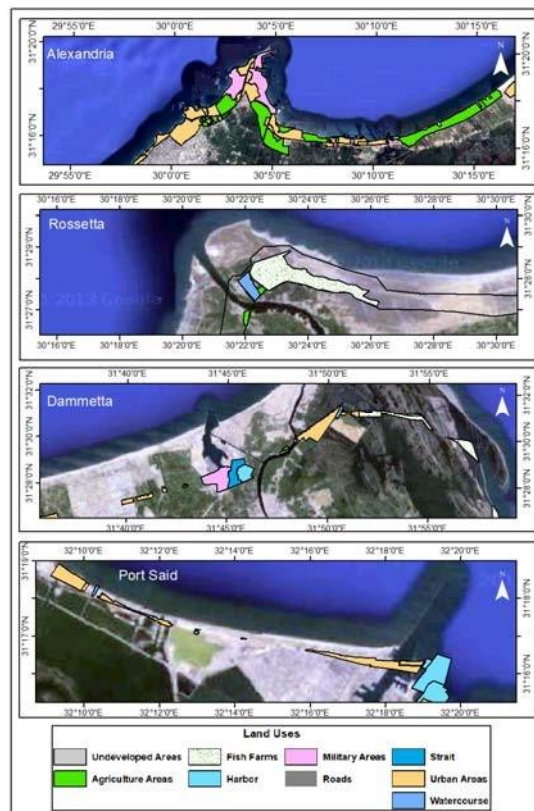 29°55'0"E 30°0'0"E 30°5'0"E 30°10'0"E 30°15'0"E
31°20'0"N
31°20'0"N
Alexandria
N
31°16'0"N
31°16'0"N
29°55'0"E 30°0'0"E 30°5'0"E 30°10'0"E 30°15'0"E
30°16'0"E 30°18'0"E 30°20'0"E 30°22'0"E 30°24'0"E 30°26'0"E 30°28'0"E 30°30'0"E
31°30'0"N
Rossetta
N
31°29'0"N
31°28'0"N
31°27'0"N
30°16'0"E 30°18'0"E 30°20'0"E 30°22'0"E 30°24'0"E 30°26'0"E 30°28'0"E 30°30'0"E
31°40'0"E 31°45'0"E 31°50'0"E 31°55'0"E
31°32'0"N
31°32'0"N
Dammetta
N
31°30'0"N
31°30'0"N
31°28'0"N
31°28'0"N
31°40'0"E 31°45'0"E 31°50'0"E 31°55'0"E
32°10'0"E 32°12'0"E 32°14'0"E 32°16'0"E 32°18'0"E 32°20'0"E
Port Said
N
31°18'0"N
31°17'0"N
31°16'0"N
32°10'0"E 32°12'0"E 32°14'0"E 32°16'0"E 32°18'0"E 32°20'0"E
Land Uses
Undeveloped Areas Fish Farms Military Areas Strait
Agriculture Areas Harbor Roads Urban Areas
Watercourse